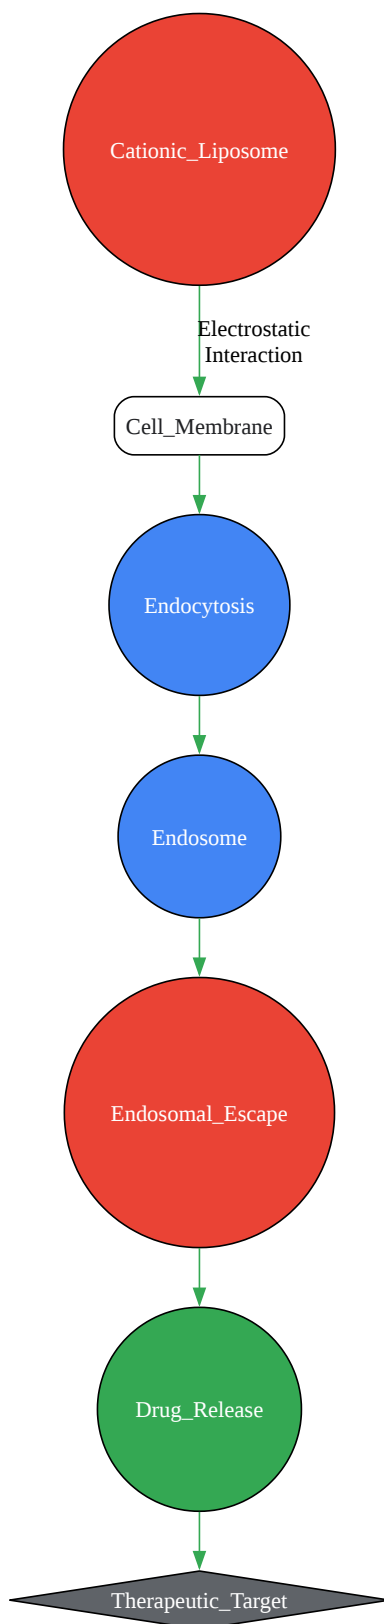 Cationic_Liposome
Electrostatic
Interaction
Cell_Membrane
Endocytosis
Endosome
Endosomal_Escape
Drug_Release
Therapeutic_Target